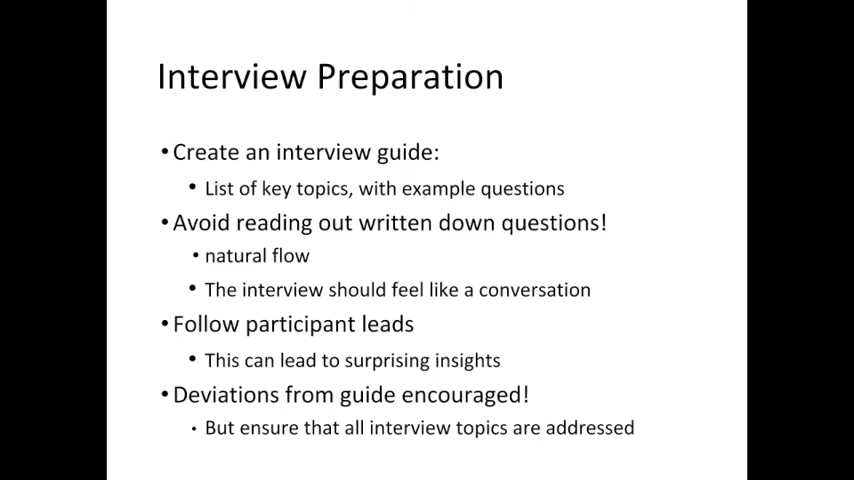 Interview Preparation
• Create an interview guide:
• List of key topics, with example questions
• Avoid reading out written down questions!
• natural flow
• The interview should feel like a conversation
• Follow participant leads
• This can lead to surprising insights
• Deviations from guide encouraged!
• But ensure that all interview topics are addressed